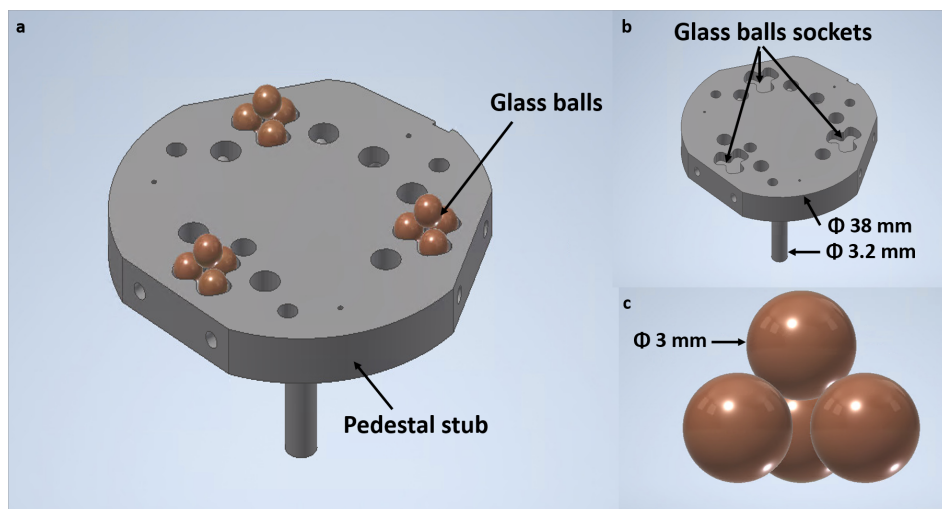 a
Glass balls
Pedestal stub
b
Glass balls sockets
Φ 38 mm
Φ 3.2 mm
c
Φ 3 mm